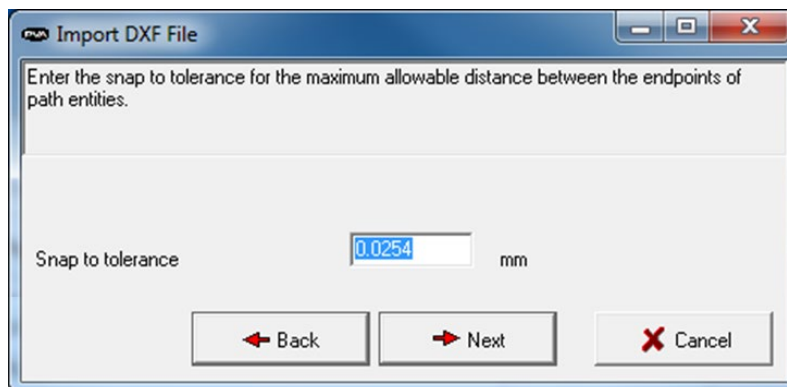 PVA Import DXF File
Enter the snap to tolerance for the maximum allowable distance between the endpoints of
path entities.
Snap to tolerance 0.0254 mm
Back Next Cancel